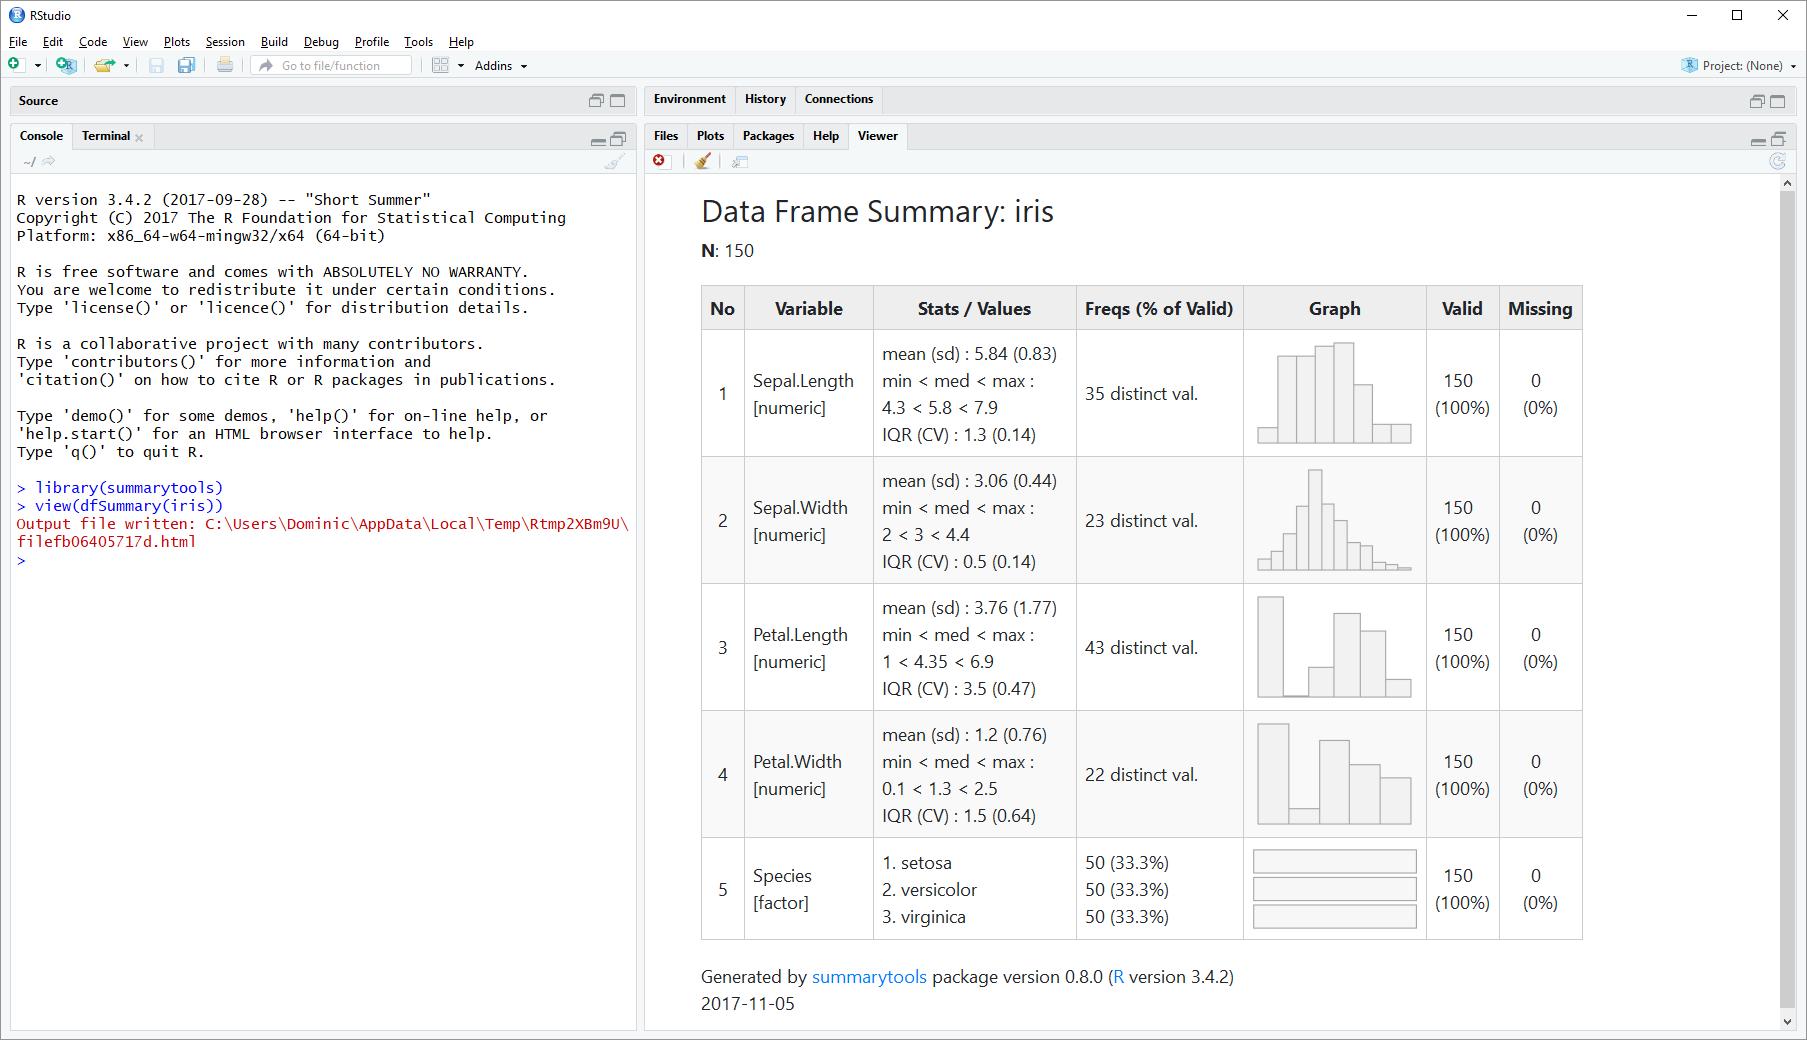 RStudio
File Edit Code View Plots Session Build Debug Profile Tools Help
Go to file/function
Addins
Project: (None)
Source
Console Terminal
~/
R version 3.4.2 (2017-09-28) -- "Short Summer"
Copyright (C) 2017 The R Foundation for Statistical Computing
Platform: x86_64-w64-mingw32/x64 (64-bit)
R is free software and comes with ABSOLUTELY NO WARRANTY.
You are welcome to redistribute it under certain conditions.
Type 'license()' or 'licence()' for distribution details.
R is a collaborative project with many contributors.
Type 'contributors()' for more information and
'citation()' on how to cite R or R packages in publications.
Type 'demo()' for some demos, 'help()' for on-line help, or
'help.start()' for an HTML browser interface to help.
Type 'q()' to quit R.
> library(summarytools)
> view(dfSummary(iris))
Output file written: C:\Users\Dominic\AppData\Local\Temp\Rtmp2XBm9U\
filefb06405717d.html
>
Environment History Connections
Files Plots Packages Help Viewer
Data Frame Summary: iris
N: 150
No Variable Stats / Values Freqs (% of Valid) Graph Valid Missing
1
Sepal.Length
[numeric]
mean (sd) : 5.84 (0.83)
min < med < max :
4.3 < 5.8 < 7.9
IQR (CV) : 1.3 (0.14)
35 distinct val.
150
(100%)
0
(0%)
2
Sepal.Width
[numeric]
mean (sd) : 3.06 (0.44)
min < med < max :
2 < 3 < 4.4
IQR (CV) : 0.5 (0.14)
23 distinct val.
150
(100%)
0
(0%)
3
Petal.Length
[numeric]
mean (sd) : 3.76 (1.77)
min < med < max :
1 < 4.35 < 6.9
IQR (CV) : 3.5 (0.47)
43 distinct val.
150
(100%)
0
(0%)
4
Petal.Width
[numeric]
mean (sd) : 1.2 (0.76)
min < med < max :
0.1 < 1.3 < 2.5
IQR (CV) : 1.5 (0.64)
22 distinct val.
150
(100%)
0
(0%)
5
Species
[factor]
1. setosa
2. versicolor
3. virginica
50 (33.3%)
50 (33.3%)
50 (33.3%)
150
(100%)
0
(0%)
Generated by summarytools package version 0.8.0 (R version 3.4.2)
2017-11-05